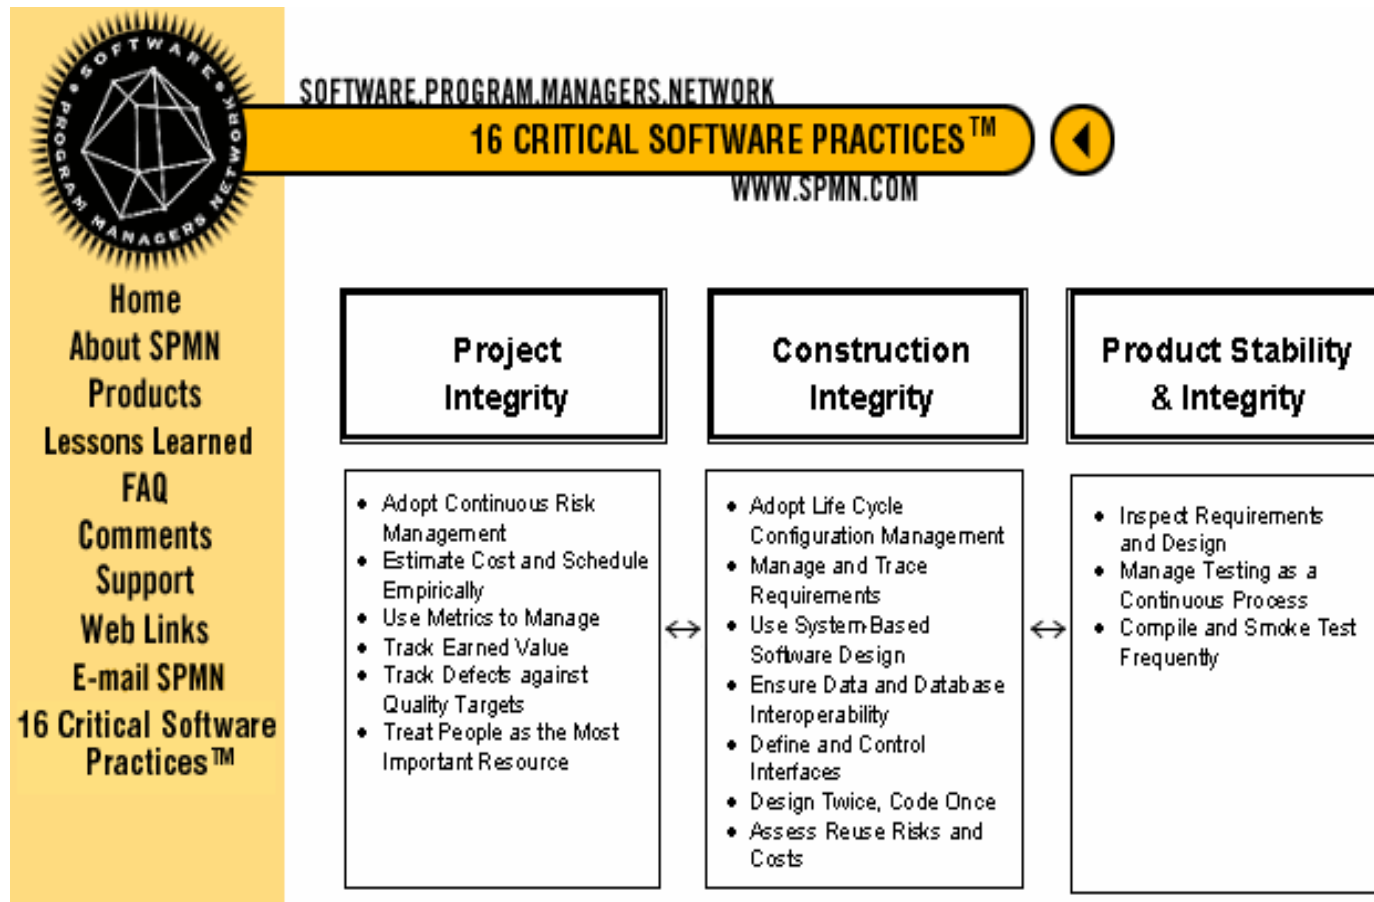 SOFTWARE PROGRAM MANAGERS NETWORK
SOFTWARE.PROGRAM.MANAGERS.NETWORK
16 CRITICAL SOFTWARE PRACTICES™
WWW.SPMN.COM
Home
About SPMN
Products
Lessons Learned
FAQ
Comments
Support
Web Links
E-mail SPMN
16 Critical Software
Practices™
Project
Integrity
• Adopt Continuous Risk
Management
• Estimate Cost and Schedule
Empirically
• Use Metrics to Manage
• Track Earned Value
• Track Defects against
Quality Targets
• Treat People as the Most
Important Resource
Construction
Integrity
• Adopt Life Cycle
Configuration Management
• Manage and Trace
Requirements
• Use System-Based
Software Design
• Ensure Data and Database
Interoperability
• Define and Control
Interfaces
• Design Twice, Code Once
• Assess Reuse Risks and
Costs
Product Stability
& Integrity
• Inspect Requirements
and Design
• Manage Testing as a
Continuous Process
• Compile and Smoke Test
Frequently